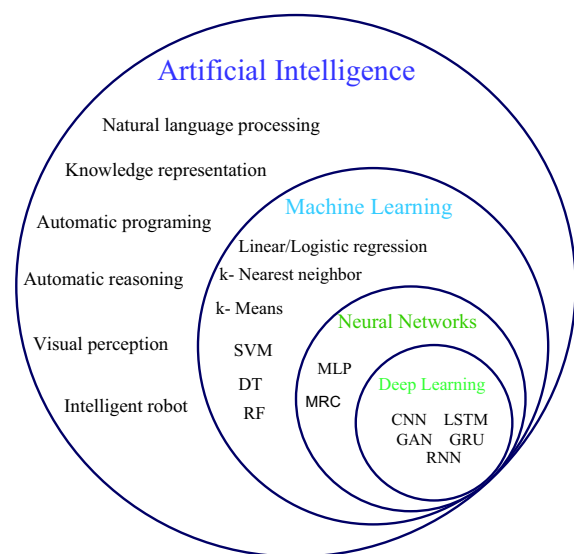 Artificial Intelligence
Natural language processing
Knowledge representation
Automatic programing
Automatic reasoning
Visual perception
Intelligent robot
Machine Learning
Linear/Logistic regression
k- Nearest neighbor
k- Means
SVM
DT
RF
Neural Networks
MLP
MRC
Deep Learning
CNN LSTM
GAN GRU
RNN